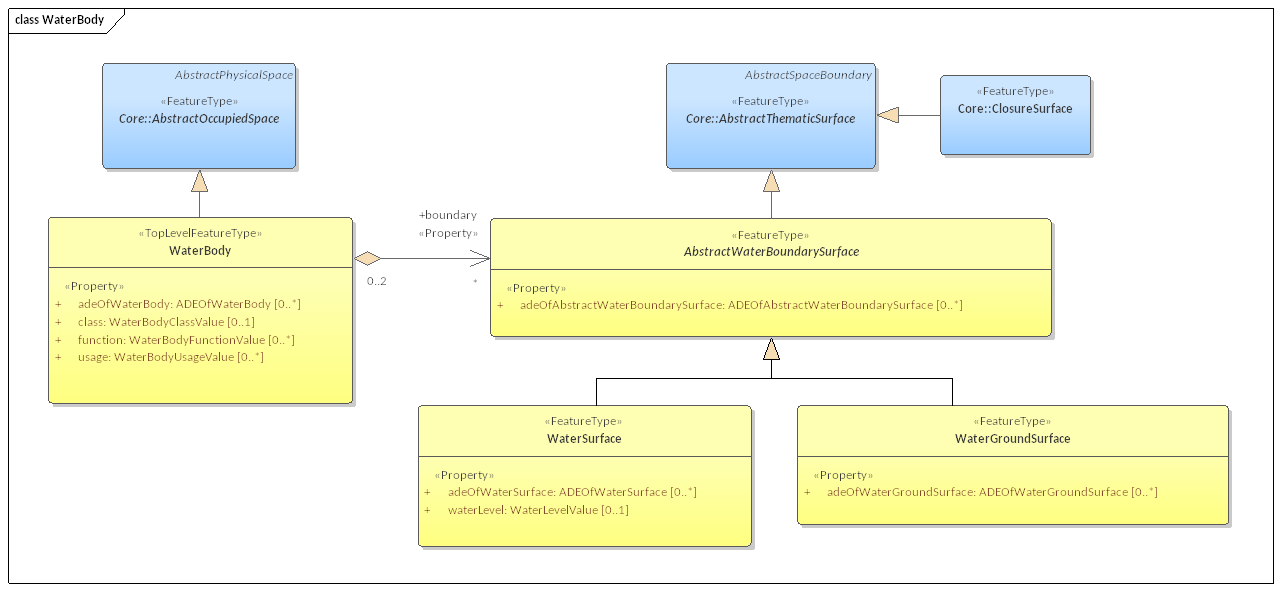 class WaterBody
AbstractPhysicalSpace
«FeatureType»
Core::AbstractOccupiedSpace
AbstractSpaceBoundary
«FeatureType»
Core::AbstractThematicSurface
«FeatureType»
Core::ClosureSurface
«TopLevelFeatureType»
WaterBody
«Property»
+ adeOfWaterBody: ADEOfWaterBody [0..*]
+ class: WaterBodyClassValue [0..1]
+ function: WaterBodyFunctionValue [0..*]
+ usage: WaterBodyUsageValue [0..*]
+boundary
«Property»
0..2
*
«FeatureType»
AbstractWaterBoundarySurface
«Property»
+ adeOfAbstractWaterBoundarySurface: ADEOfAbstractWaterBoundarySurface [0..*]
«FeatureType»
WaterSurface
«Property»
+ adeOfWaterSurface: ADEOfWaterSurface [0..*]
+ waterLevel: WaterLevelValue [0..1]
«FeatureType»
WaterGroundSurface
«Property»
+ adeOfWaterGroundSurface: ADEOfWaterGroundSurface [0..*]